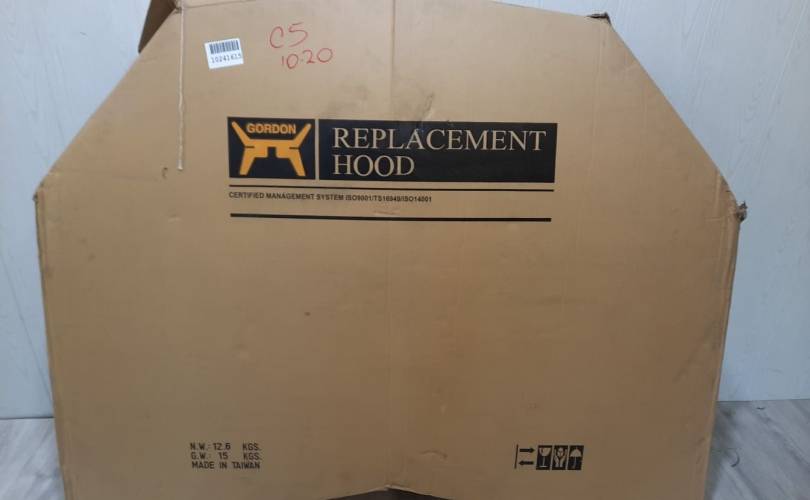 10241615
C5
10-20
GORDON
REPLACEMENT
HOOD
CERTIFIED MANAGEMENT SYSTEM ISO9001/TS16949/ISO14001
N.W.: 12.6 KGS.
G.W.: 15 KGS.
MADE IN TAIWAN